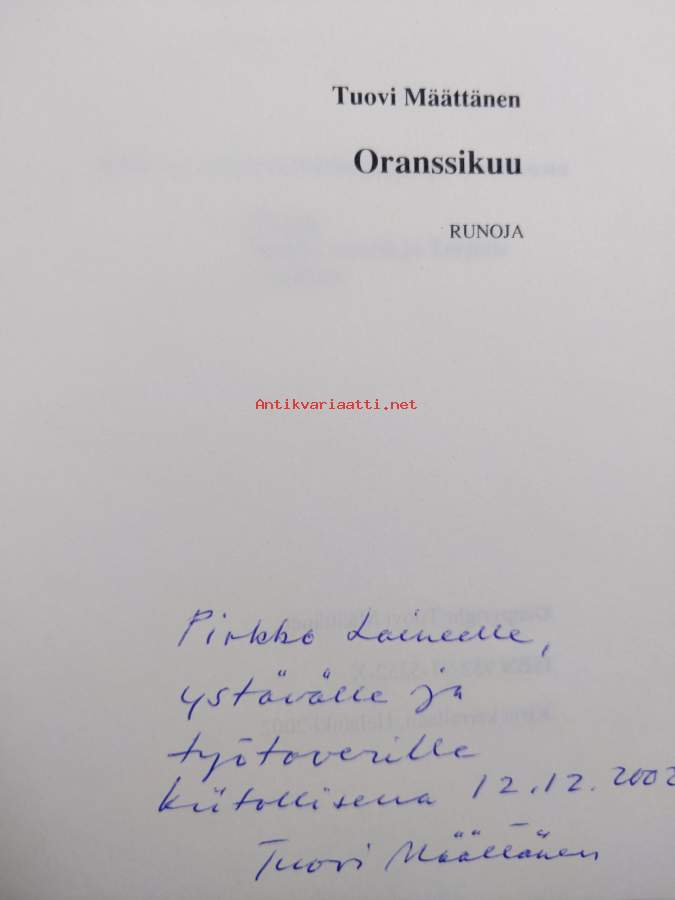 Tuovi Määttänen
Oranssikuu
RUNOJA
Antikvariaatti.net
Pirkko Laineelle,
ystävälle ja
työtoverille
kiitollisena 12.12.2002
Tuovi Määttänen